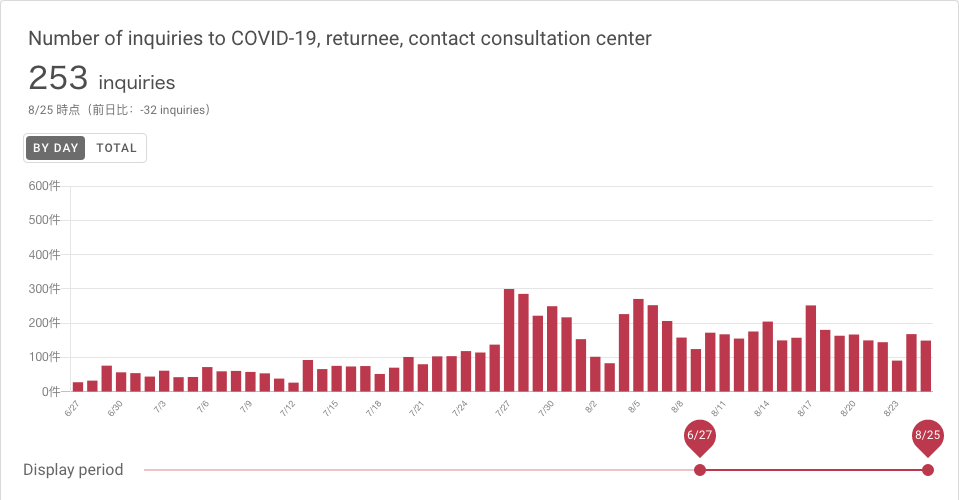 Number of inquiries to COVID-19, returnee, contact consultation center
253 inquiries
8/25 時点（前日比：-32 inquiries）
BY DAY TOTAL
600件
500件
400件
300件
200件
100件
0件
6/27 6/30 7/3 7/6 7/9 7/12 7/15 7/18 7/21 7/24 7/27 7/30 8/2 8/5 8/8 8/11 8/14 8/17 8/20 8/23
6/27 8/25
Display period